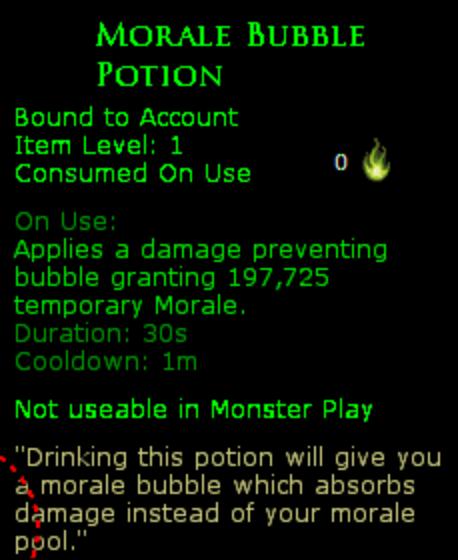 Morale Bubble
Potion
Bound to Account
Item Level: 1
0
Consumed On Use
On Use:
Applies a damage preventing
bubble granting 197,725
temporary Morale.
Duration: 30s
Cooldown: 1m
Not useable in Monster Play
"Drinking this potion will give you
a morale bubble which absorbs
damage instead of your morale
pool."